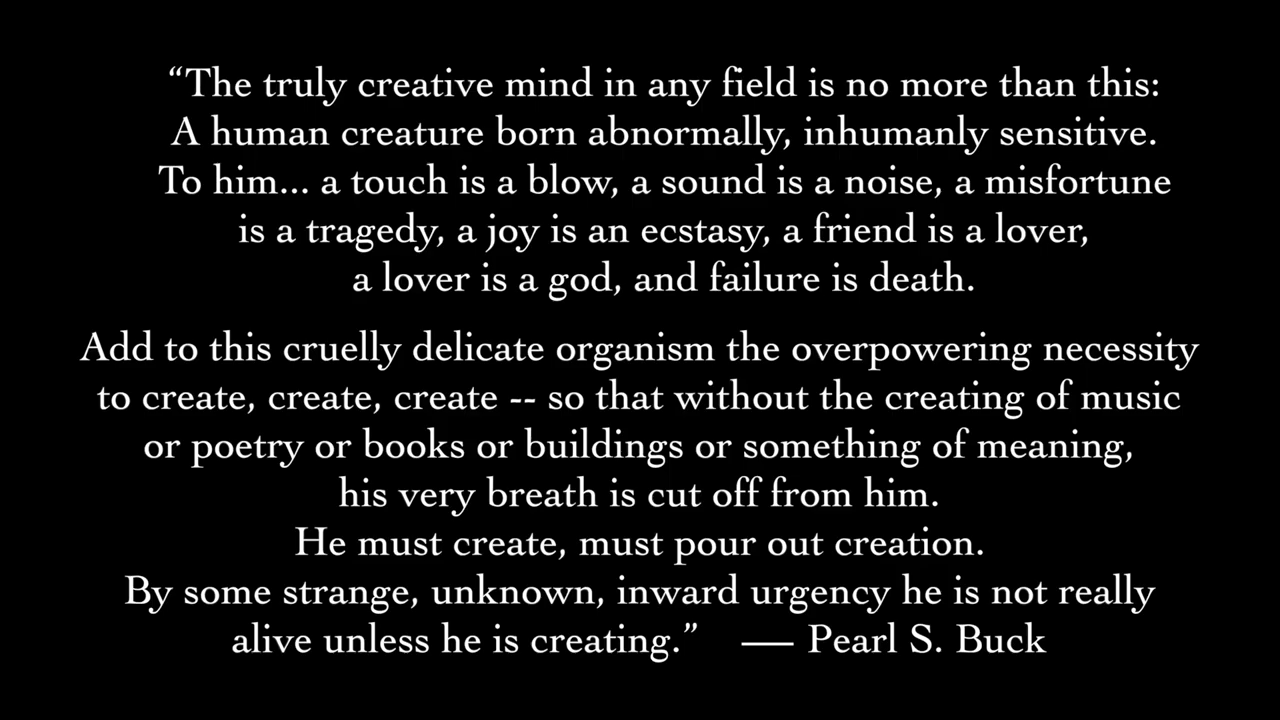 “The truly creative mind in any field is no more than this:
A human creature born abnormally, inhumanly sensitive.
To him... a touch is a blow, a sound is a noise, a misfortune
is a tragedy, a joy is an ecstasy, a friend is a lover,
a lover is a god, and failure is death.
Add to this cruelly delicate organism the overpowering necessity
to create, create, create -- so that without the creating of music
or poetry or books or buildings or something of meaning,
his very breath is cut off from him.
He must create, must pour out creation.
By some strange, unknown, inward urgency he is not really
alive unless he is creating.” —– Pearl S. Buck